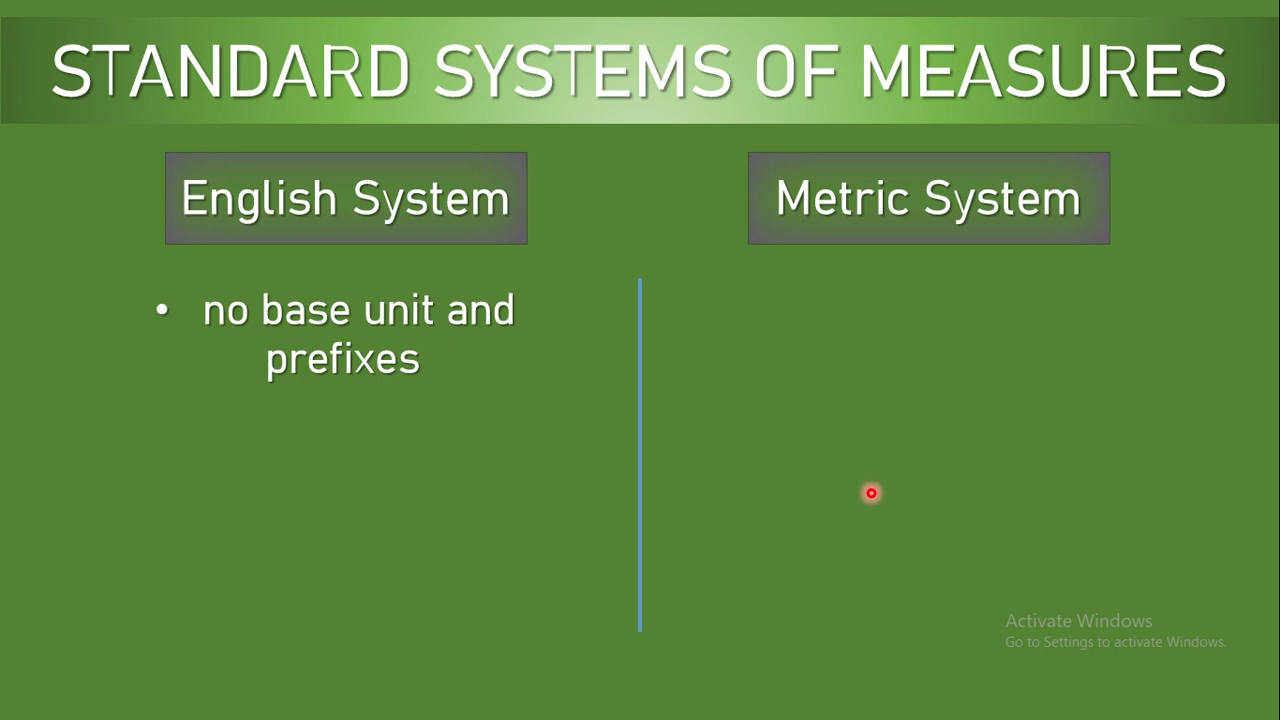 STANDARD SYSTEMS OF MEASURES
English System
Metric System
• no base unit and
prefixes
Activate Windows
Go to Settings to activate Windows.